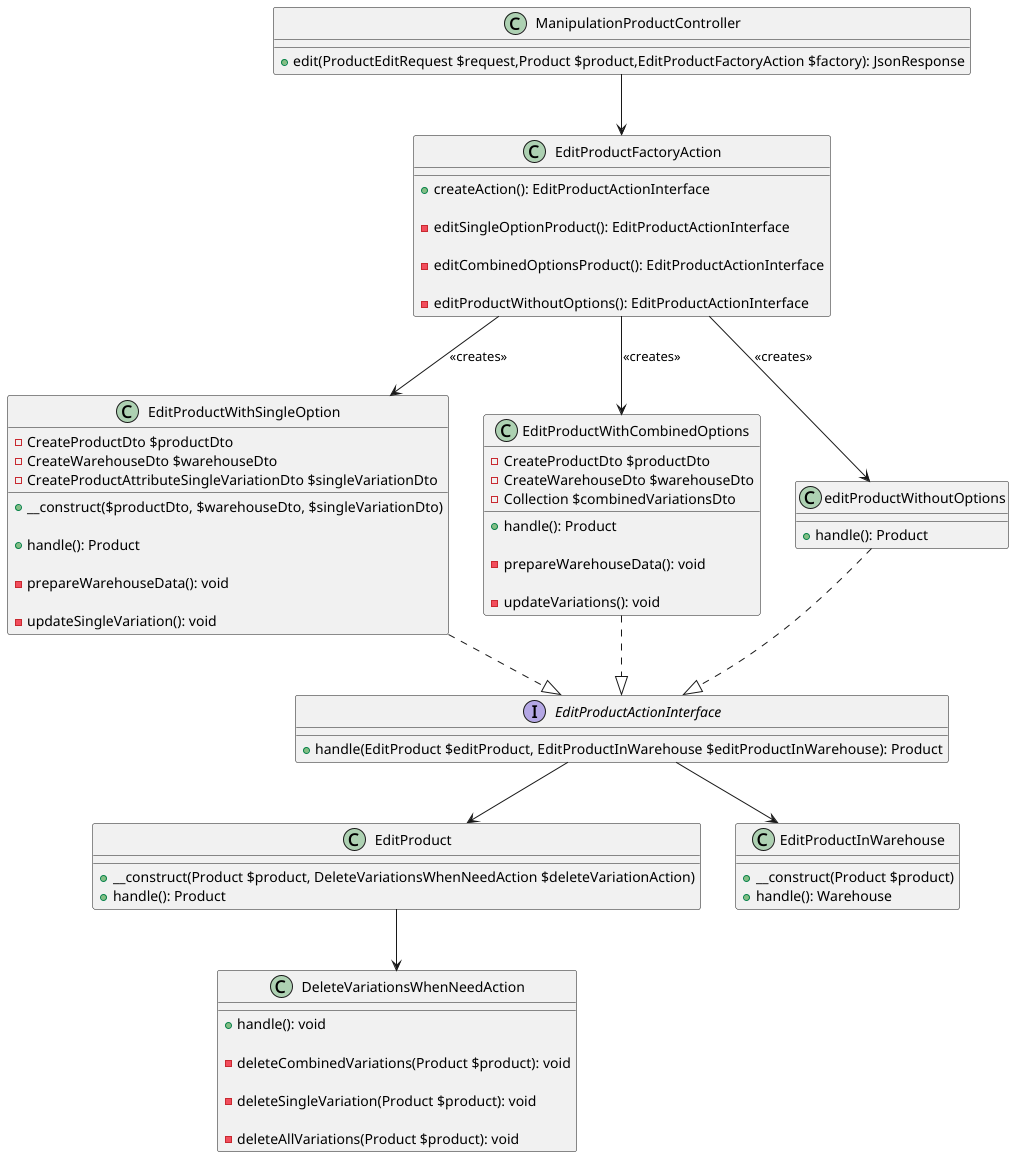 C ManipulationProductController
edit(ProductEditRequest $request,Product $product,EditProductFactoryAction $factory): JsonResponse
C EditProductFactoryAction
createAction(): EditProductActionInterface
editSingleOptionProduct(): EditProductActionInterface
editCombinedOptionsProduct(): EditProductActionInterface
editProductWithoutOptions(): EditProductActionInterface
«creates»
«creates»
«creates»
C EditProductWithSingleOption
CreateProductDto $productDto
CreateWarehouseDto $warehouseDto
CreateProductAttributeSingleVariationDto $singleVariationDto
__construct($productDto, $warehouseDto, $singleVariationDto)
handle(): Product
prepareWarehouseData(): void
updateSingleVariation(): void
C EditProductWithCombinedOptions
CreateProductDto $productDto
CreateWarehouseDto $warehouseDto
Collection $combinedVariationsDto
handle(): Product
prepareWarehouseData(): void
updateVariations(): void
C editProductWithoutOptions
handle(): Product
I EditProductActionInterface
handle(EditProduct $editProduct, EditProductInWarehouse $editProductInWarehouse): Product
C EditProduct
__construct(Product $product, DeleteVariationsWhenNeedAction $deleteVariationAction)
handle(): Product
C EditProductInWarehouse
__construct(Product $product)
handle(): Warehouse
C DeleteVariationsWhenNeedAction
handle(): void
deleteCombinedVariations(Product $product): void
deleteSingleVariation(Product $product): void
deleteAllVariations(Product $product): void